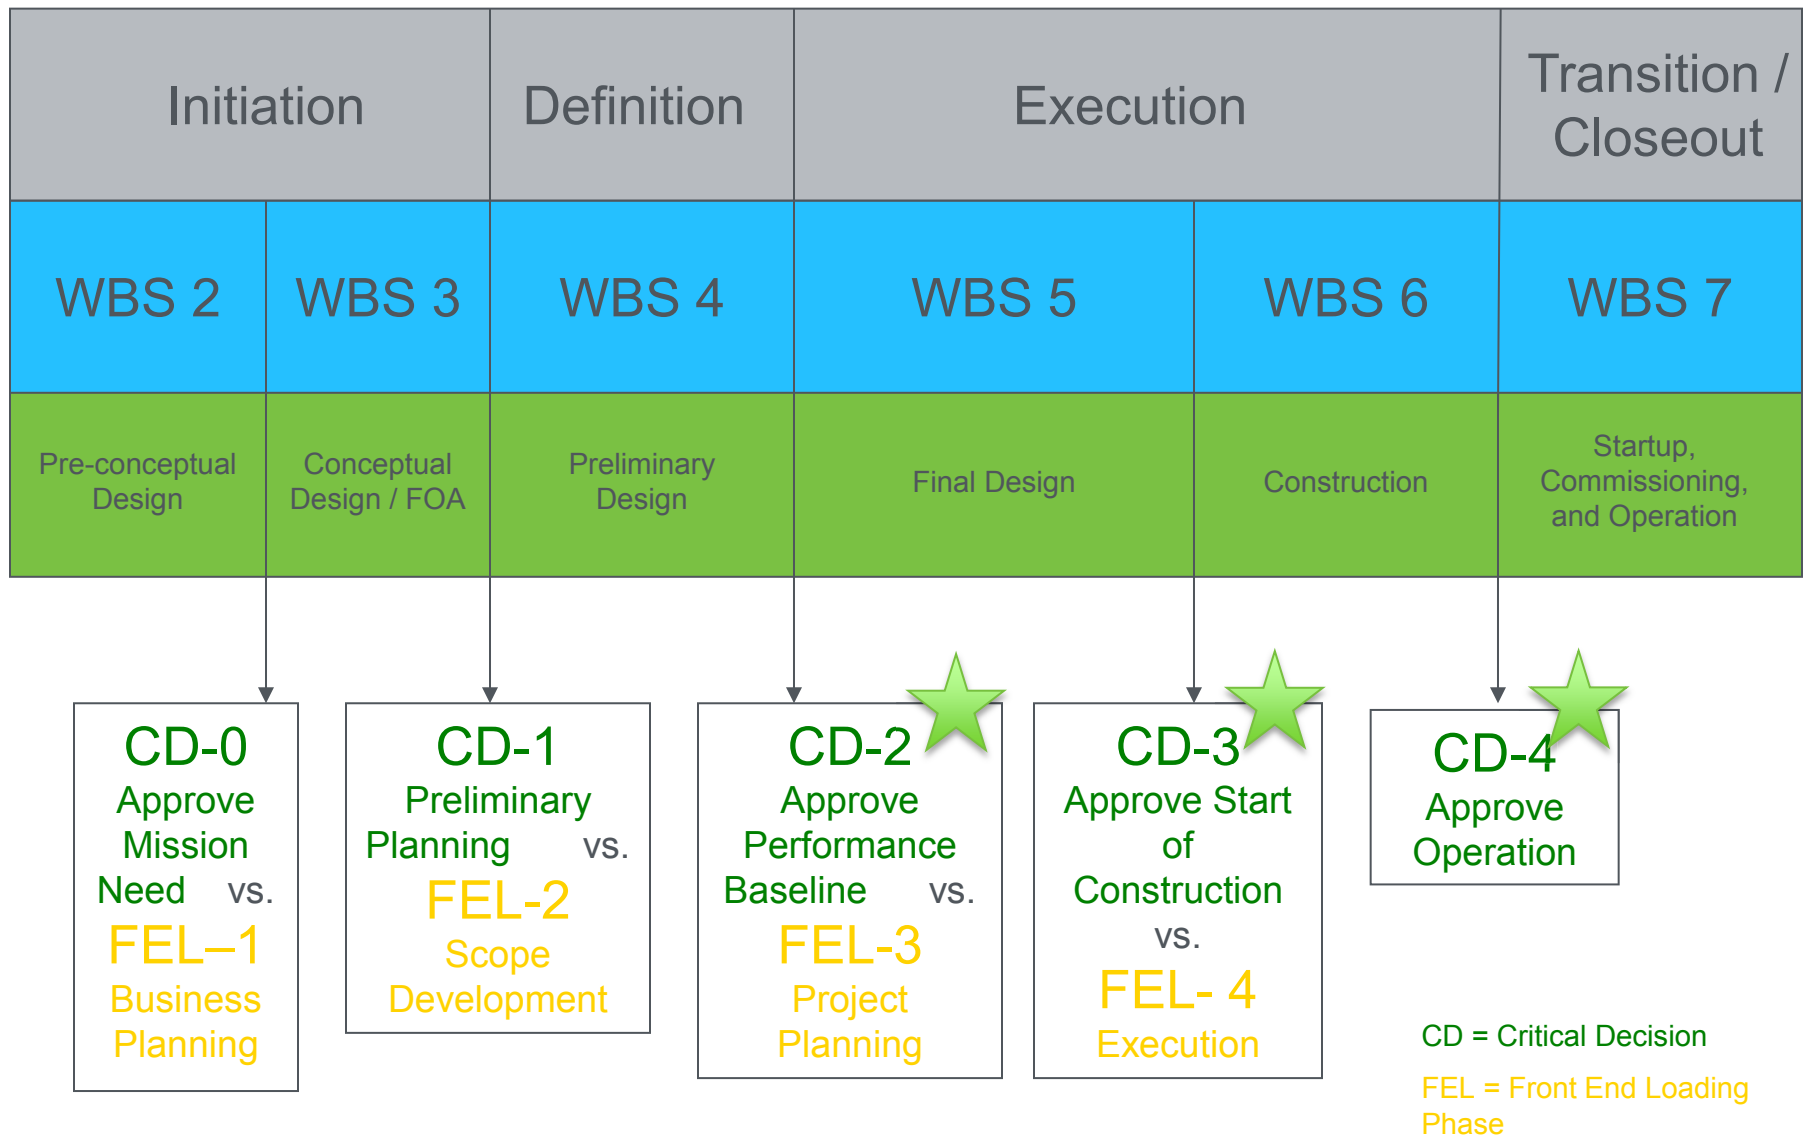 Initiation
Definition
Execution
Transition /
Closeout
WBS 2
WBS 3
WBS 4
WBS 5
WBS 6
WBS 7
Pre-conceptual
Design
Conceptual
Design / FOA
Preliminary
Design
Final Design
Construction
Startup,
Commissioning,
and Operation
CD-0
Approve
Mission
Need vs.
FEL–1
Business
Planning
CD-1
Preliminary
Planning vs.
FEL-2
Scope
Development
CD-2
Approve
Performance
Baseline vs.
FEL-3
Project
Planning
CD-3
Approve Start
of
Construction
vs.
FEL- 4
Execution
CD-4
Approve
Operation
CD = Critical Decision
FEL = Front End Loading
Phase